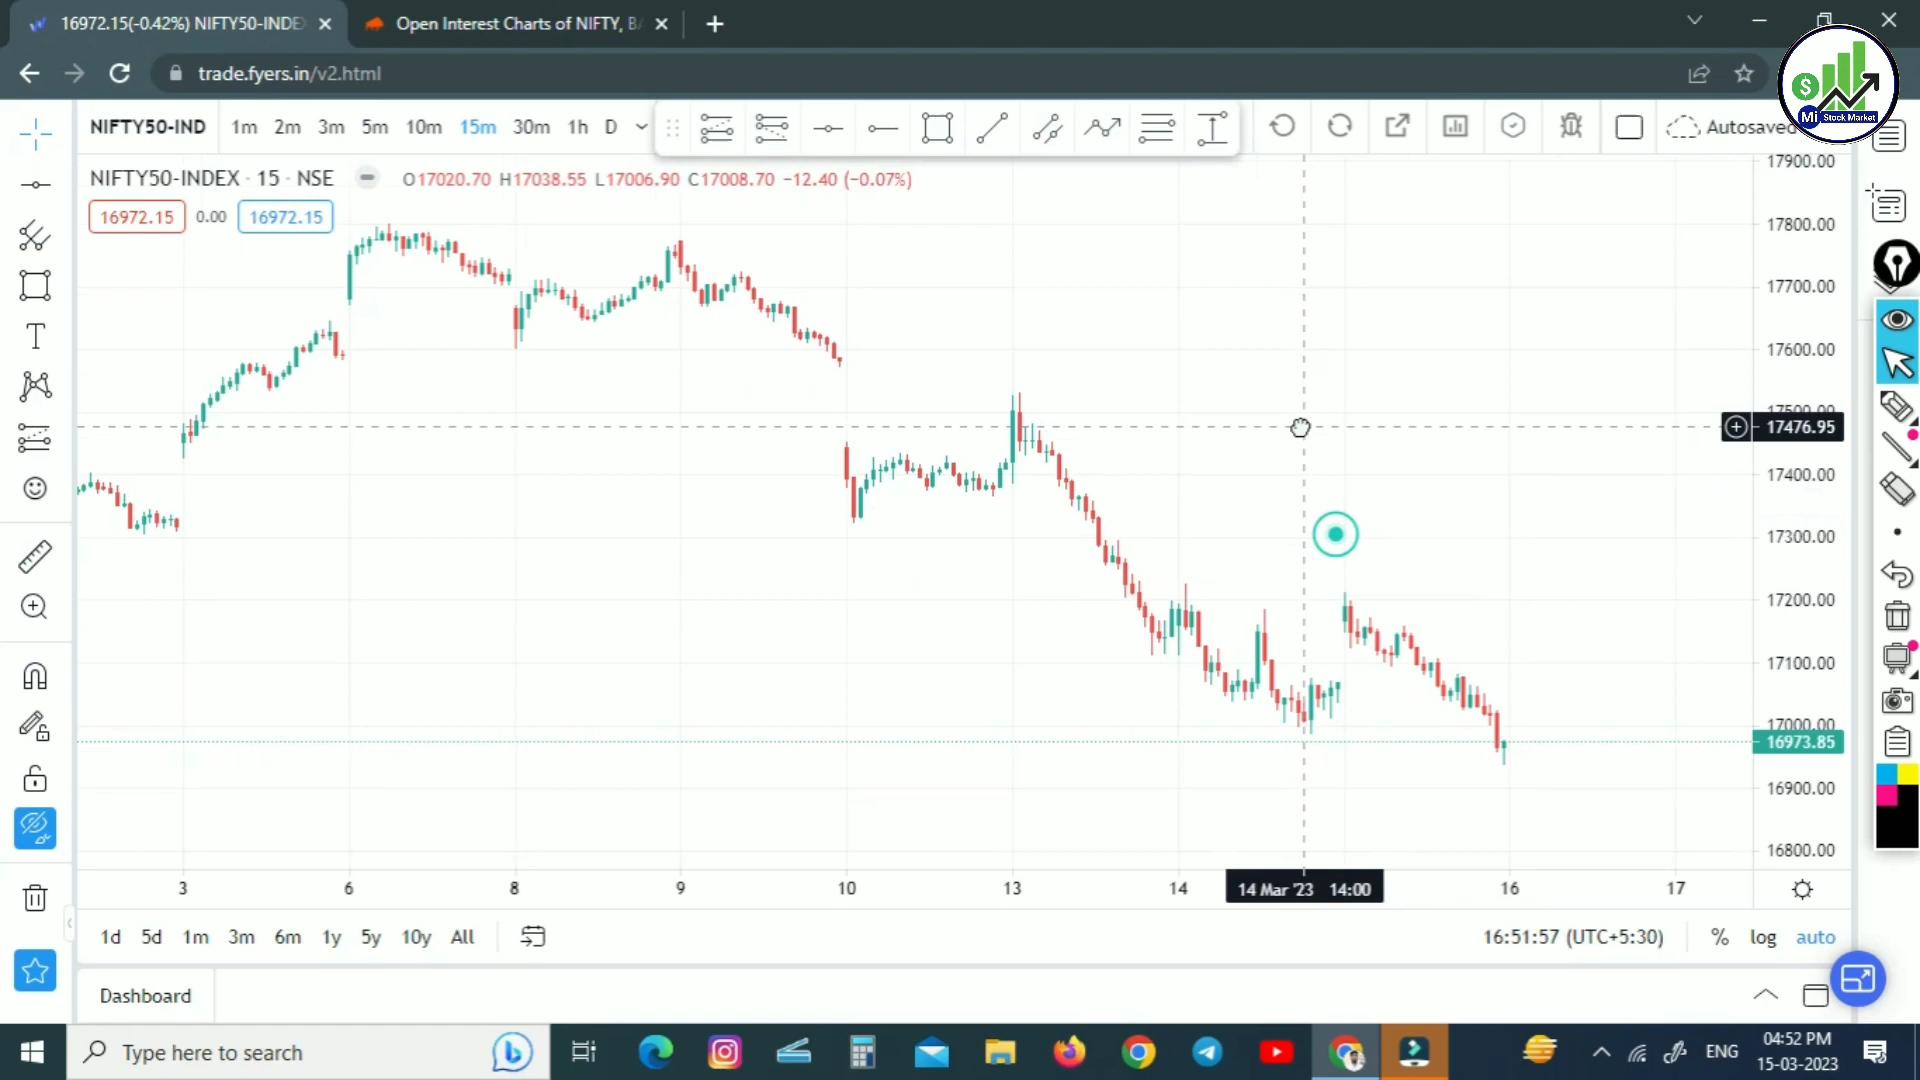 16972.15(-0.42%) NIFTY50-INDE
Open Interest Charts of NIFTY, BA
trade.fyers.in/v2.html
$
Mi Stock Market
NIFTY50-IND 1m 2m 3m 5m 10m 15m 30m 1h D Autosaved
NIFTY50-INDEX · 15 · NSE O17020.70 H17038.55 L17006.90 C17008.70 −12.40 (−0.07%)
16972.15 0.00 16972.15
17900.00
17800.00
17700.00
17600.00
17500.00
17476.95
17400.00
17300.00
17200.00
17100.00
17000.00
16973.85
16900.00
16800.00
3 6 8 9 10 13 14 14 Mar '23 14:00 16 17
1d 5d 1m 3m 6m 1y 5y 10y All 16:51:57 (UTC+5:30) % log auto
Dashboard
Type here to search
ENG
04:52 PM
15-03-2023